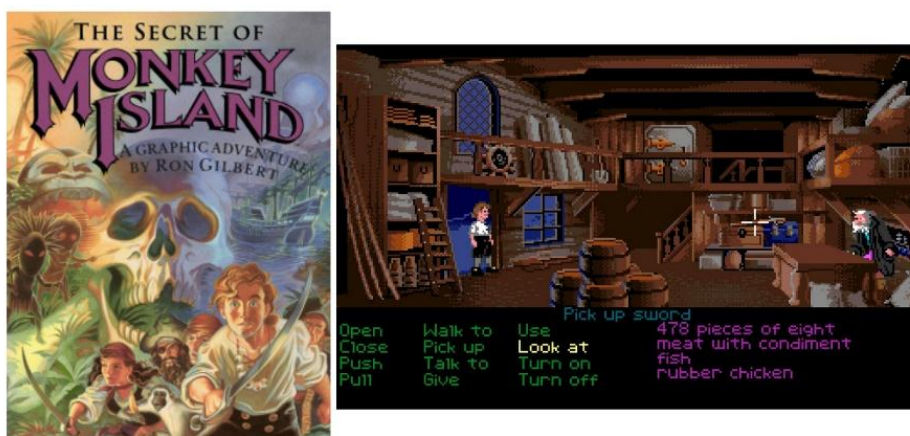 THE SECRET OF
MONKEY
ISLAND
A GRAPHIC ADVENTURE
BY RON GILBERT
Pick up sword
Open Walk to Use 478 pieces of eight
Close Pick up Look at meat with condiment
Push Talk to Turn on fish
Pull Give Turn off rubber chicken